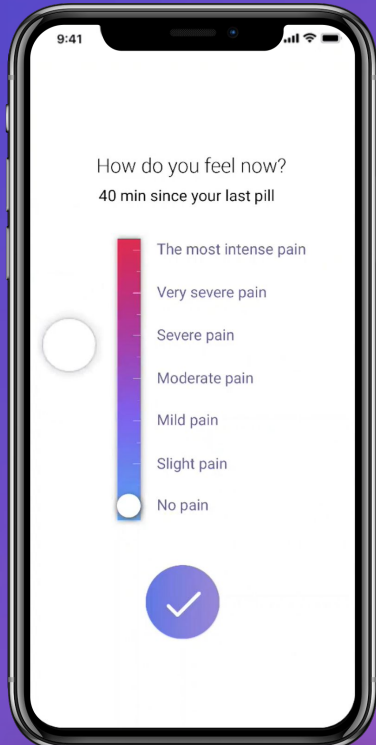 9:41
How do you feel now?
40 min since your last pill
The most intense pain
Very severe pain
Severe pain
Moderate pain
Mild pain
Slight pain
No pain